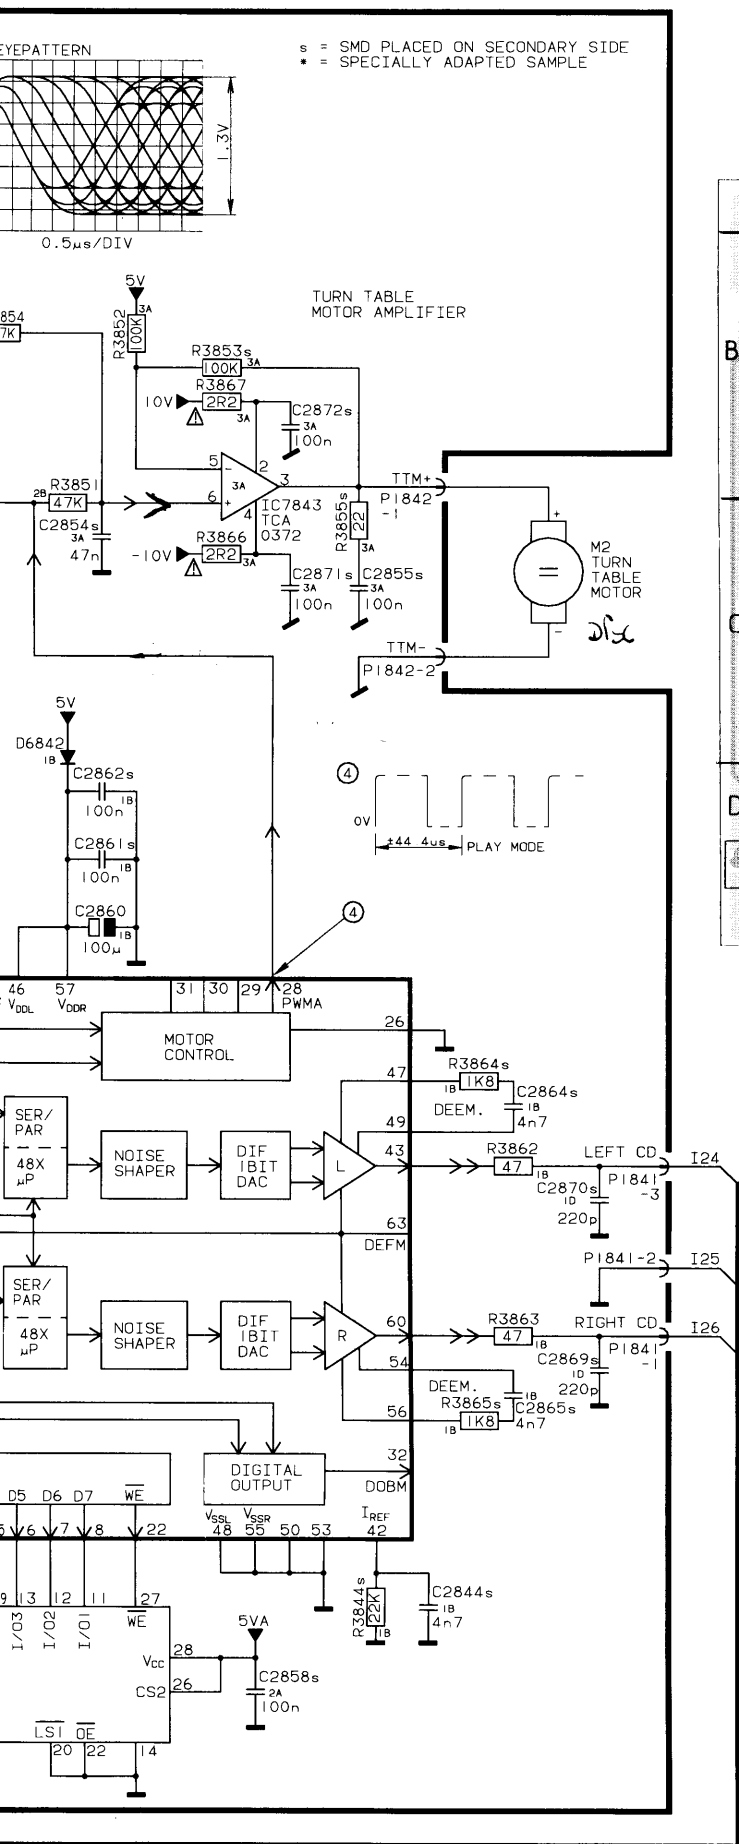 EYEPATTERN
s = SMD PLACED ON SECONDARY SIDE
* = SPECIALLY ADAPTED SAMPLE
1.3V
0.5µs/DIV
5V
TURN TABLE
MOTOR AMPLIFIER
854
7K
R3852
100K
3A
R3853s
100K
3A
R3867
10V
2R2
3A
C2872s
3A
100n
B
5
-
2
3A
3
6
+
4
IC7843
TCA
0372
TTM+
P1842
-1
R3851
2B
47K
C2854s
3A
47n
R3855s
22
3A
R3866
-10V
2R2
3A
C2871s
3A
100n
C2855s
3A
100n
+
M2
TURN
TABLE
MOTOR
-
TTM-
P1842-2
5V
D6842
1B
C2862s
1B
100n
C2861s
1B
100n
C2860
1B
100µ
4
0V
±44 4us
PLAY MODE
D
4
46
VDDL
57
VDDR
31
30
29
28
PWMA
MOTOR
CONTROL
26
47
R3864s
1B
1K8
C2864s
1B
4n7
DEEM.
49
SER/
PAR
48X
µP
NOISE
SHAPER
DIF
1BIT
DAC
L
43
R3862
47
1B
LEFT CD
P1841
-3
124
C2870s
1D
220p
63
DEFM
P1841-2
125
SER/
PAR
48X
µP
NOISE
SHAPER
DIF
1BIT
DAC
R
60
R3863
47
1B
RIGHT CD
P1841
-1
126
C2869s
1D
220p
54
DEEM.
R3865s
1B
1K8
1B
C2865s
4n7
56
DIGITAL
OUTPUT
32
DOBM
D5
D6
D7
WE
VSSL
VSSR
IREF
6
7
8
22
48
55
50
53
42
9
13
12
11
27
I/O3
I/O2
I/O1
WE
R3844s
22K
1B
C2844s
1B
4n7
5VA
VCC
28
CS2
26
C2858s
2A
100n
LS1
OE
20
22
14